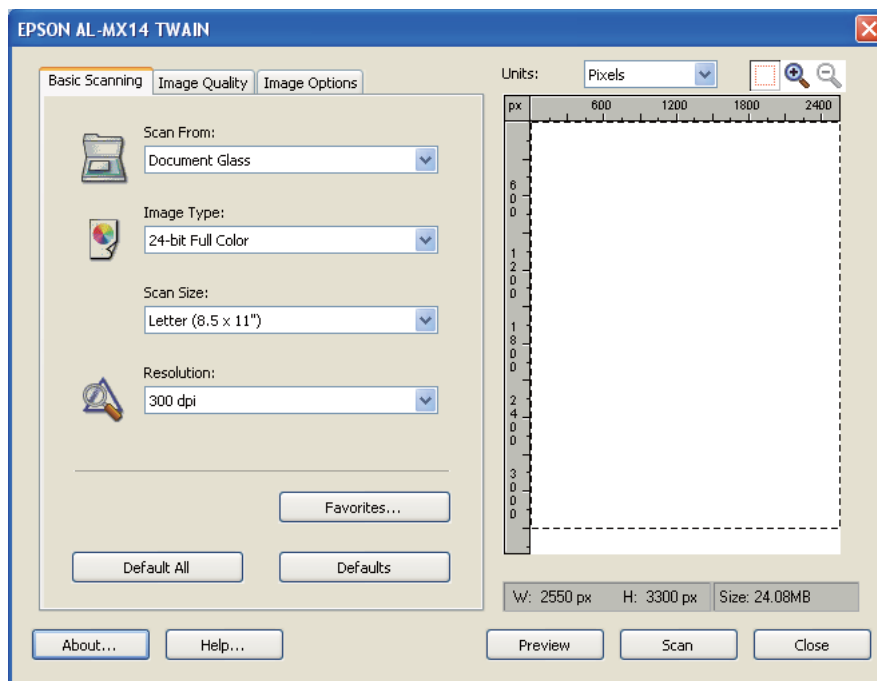 EPSON AL-MX14 TWAIN
Basic Scanning Image Quality Image Options
Scan From:
Document Glass
Image Type:
24-bit Full Color
Scan Size:
Letter (8.5 x 11")
Resolution:
300 dpi
Favorites...
Default All Defaults
About... Help...
Units: Pixels
px 600 1200 1800 2400
600
1200
1800
2400
3000
W: 2550 px H: 3300 px Size: 24.08MB
Preview Scan Close